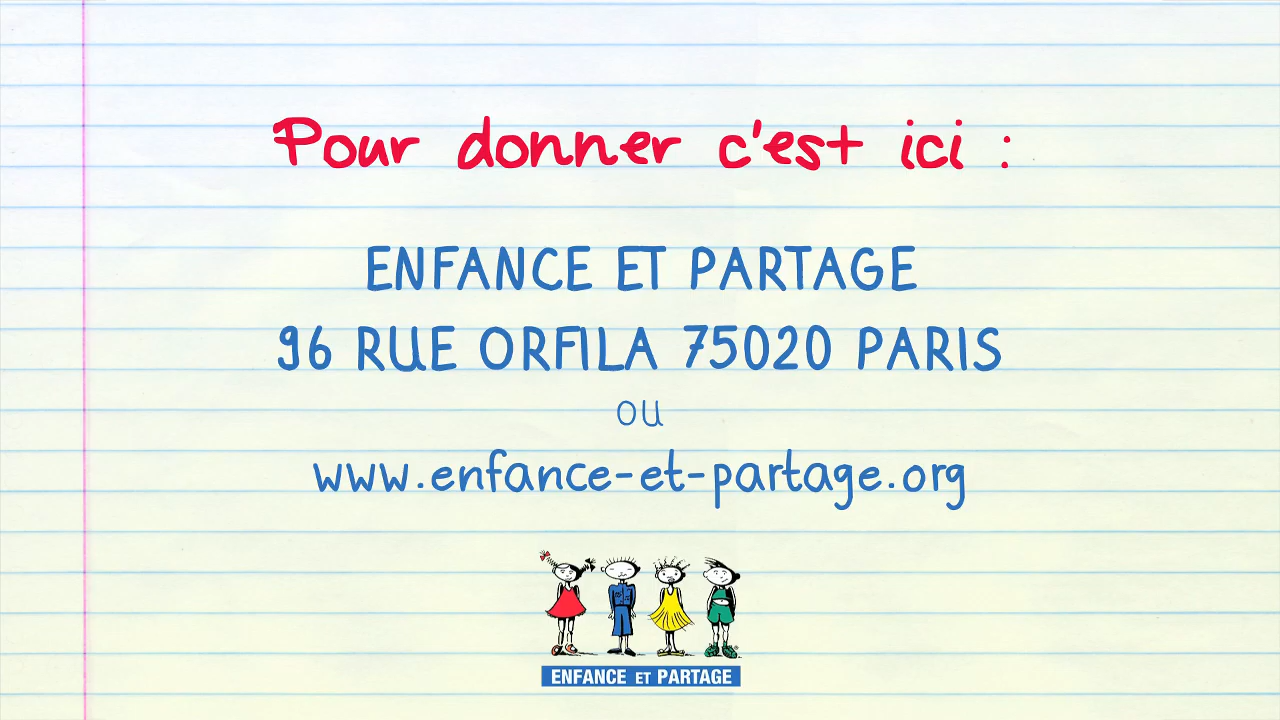 Pour donner c'est ici :
ENFANCE ET PARTAGE
96 RUE ORFILA 75020 PARIS
ou
www.enfance-et-partage.org
ENFANCE ET PARTAGE